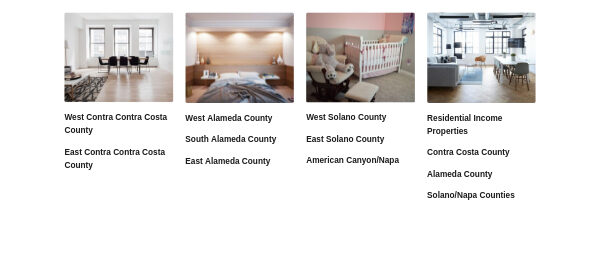 West Contra Contra Costa
County
East Contra Contra Costa
County
West Alameda County
South Alameda County
East Alameda County
West Solano County
East Solano County
American Canyon/Napa
Residential Income
Properties
Contra Costa County
Alameda County
Solano/Napa Counties